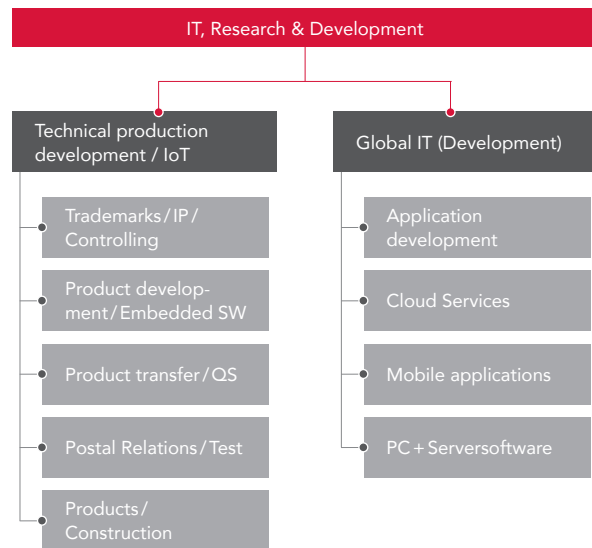 IT, Research & Development
Technical production
development / IoT
Trademarks / IP /
Controlling
Product develop-
ment / Embedded SW
Product transfer / QS
Postal Relations / Test
Products /
Construction
Global IT (Development)
Application
development
Cloud Services
Mobile applications
PC + Serversoftware